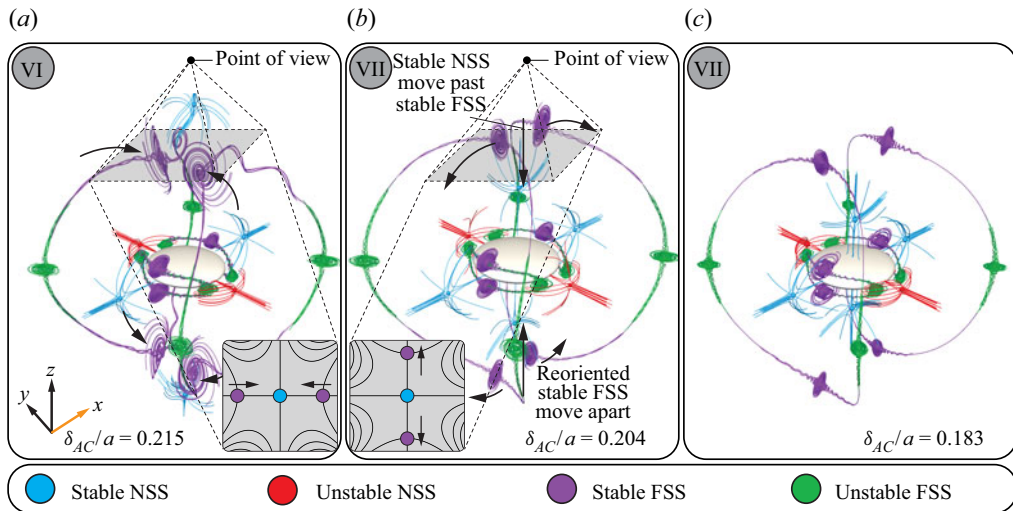 (a)
(b)
(c)
VI
Point of view
VII
Stable NSS
move past
stable FSS
Point of view
VII
z
y
x
δAC/a = 0.215
Reoriented
stable FSS
move apart
δAC/a = 0.204
δAC/a = 0.183
Stable NSS
Unstable NSS
Stable FSS
Unstable FSS